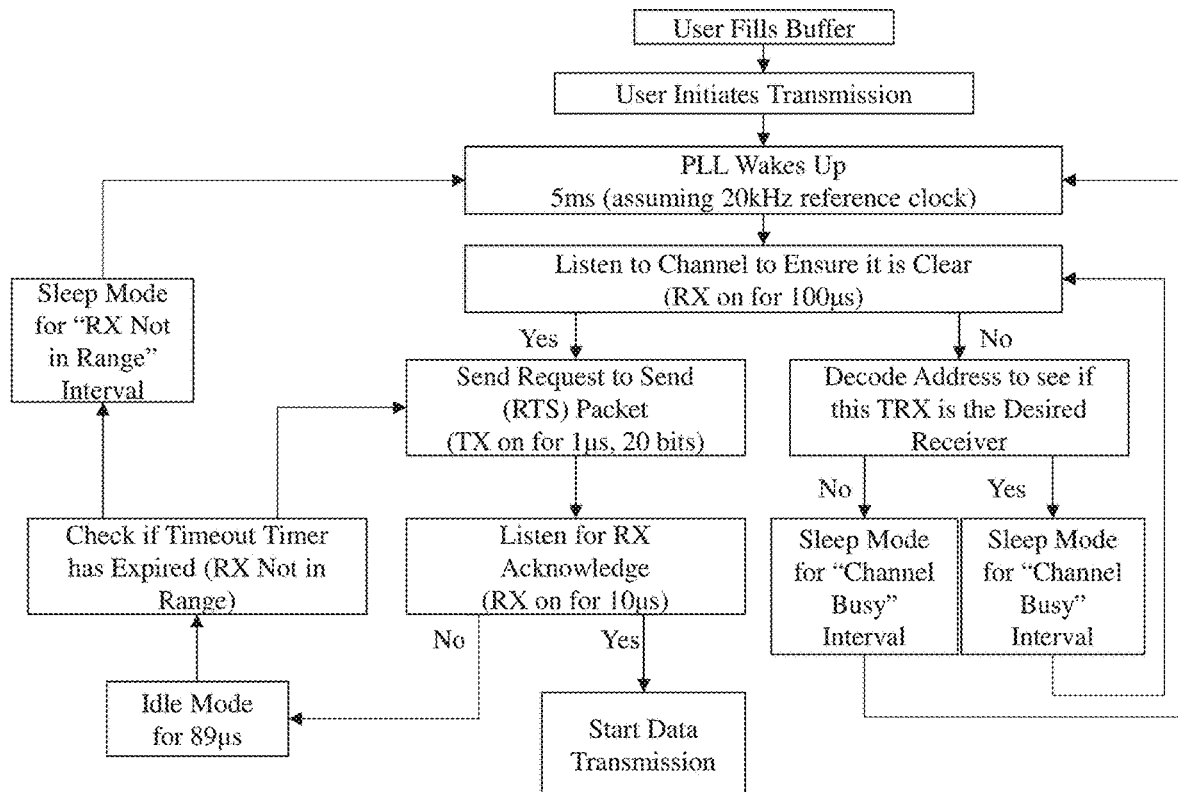 User Fills Buffer
User Initiates Transmission
PLL Wakes Up
5ms (assuming 20kHz reference clock)
Listen to Channel to Ensure it is Clear
(RX on for 100μs)
Sleep Mode
for “RX Not
in Range”
Interval
Yes
No
Send Request to Send
(RTS) Packet
(TX on for 1μs, 20 bits)
Decode Address to see if
this TRX is the Desired
Receiver
No
Yes
Check if Timeout Timer
has Expired (RX Not in
Range)
Listen for RX
Acknowledge
(RX on for 10μs)
Sleep Mode
for “Channel
Busy”
Interval
Sleep Mode
for “Channel
Busy”
Interval
No
Yes
Idle Mode
for 89μs
Start Data
Transmission